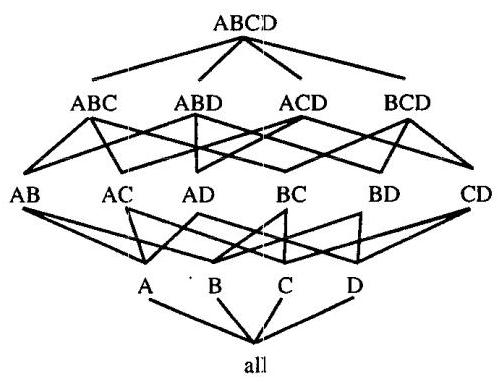 ABCD
ABC ABD ACD BCD
AB AC AD BC BD CD
A B C D
all